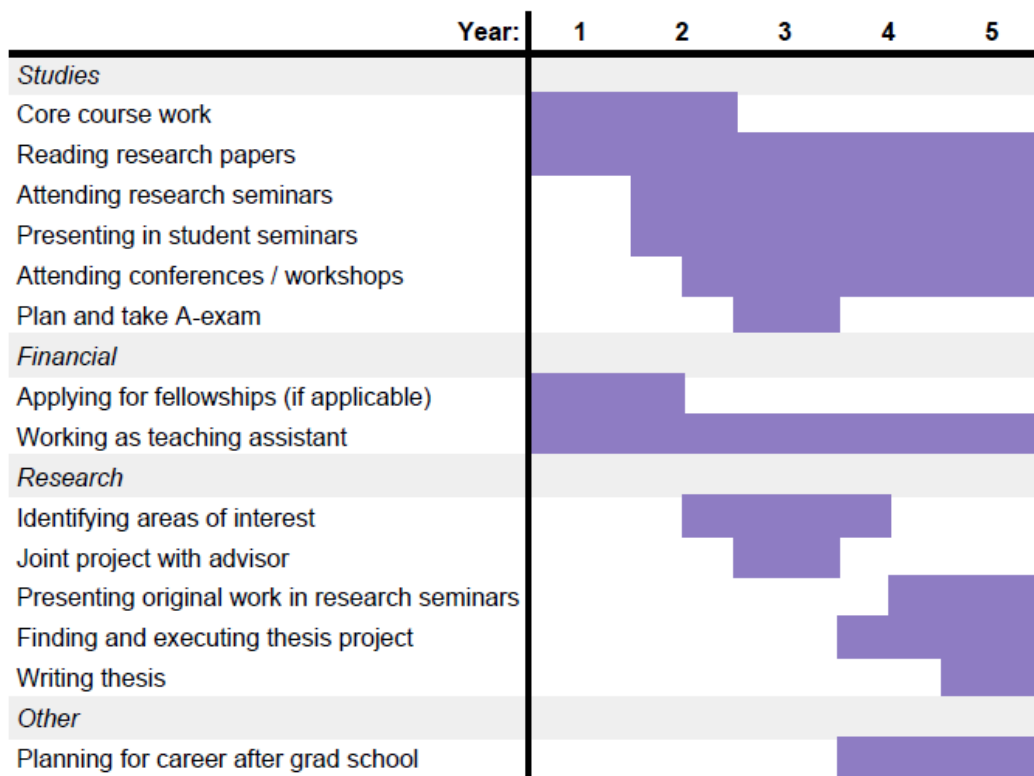 Year: 1 2 3 4 5
Studies
Core course work
Reading research papers
Attending research seminars
Presenting in student seminars
Attending conferences / workshops
Plan and take A-exam
Financial
Applying for fellowships (if applicable)
Working as teaching assistant
Research
Identifying areas of interest
Joint project with advisor
Presenting original work in research seminars
Finding and executing thesis project
Writing thesis
Other
Planning for career after grad school